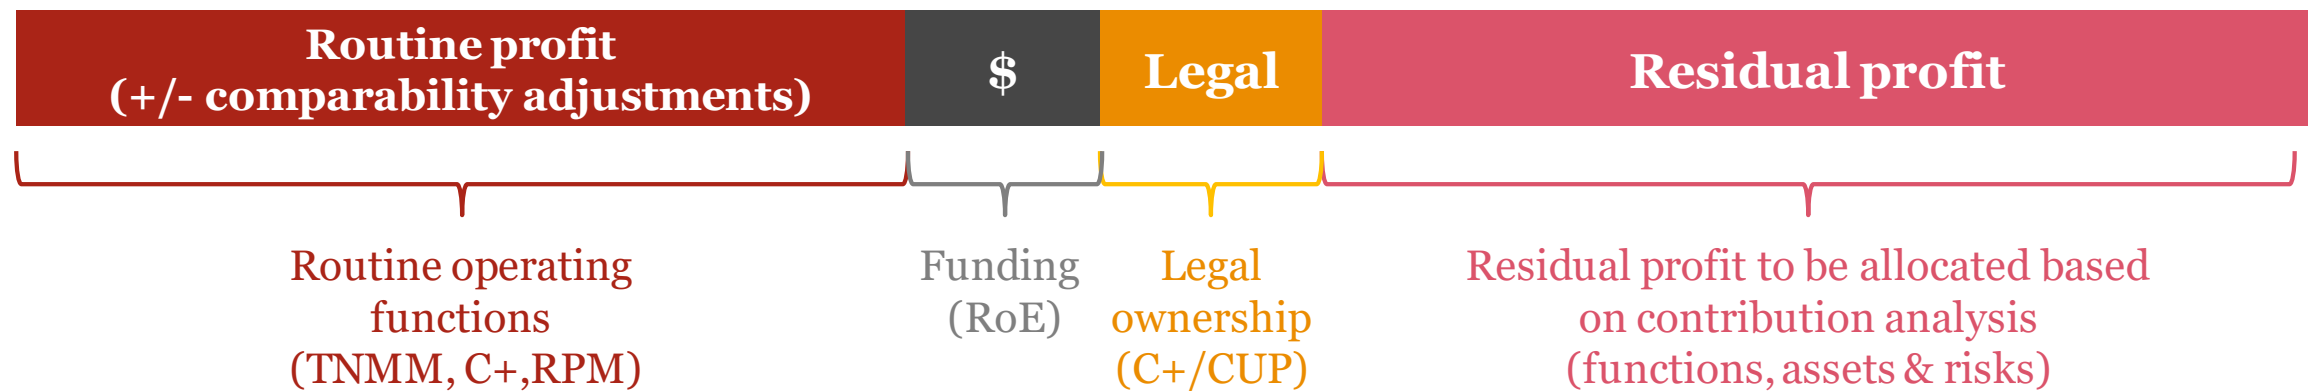 Routine profit
(+/- comparability adjustments)
$
Legal
Residual profit
Routine operating
functions
(TNMM, C+,RPM)
Funding
(RoE)
Legal
ownership
(C+/CUP)
Residual profit to be allocated based
on contribution analysis
(functions, assets & risks)